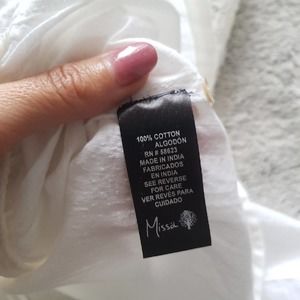 100% COTTON
ALGODÓN
RN # 58623
MADE IN INDIA
FABRICADOS
EN INDIA
SEE REVERSE
FOR CARE
VER REVÉS PARA
CUIDADO
Missa